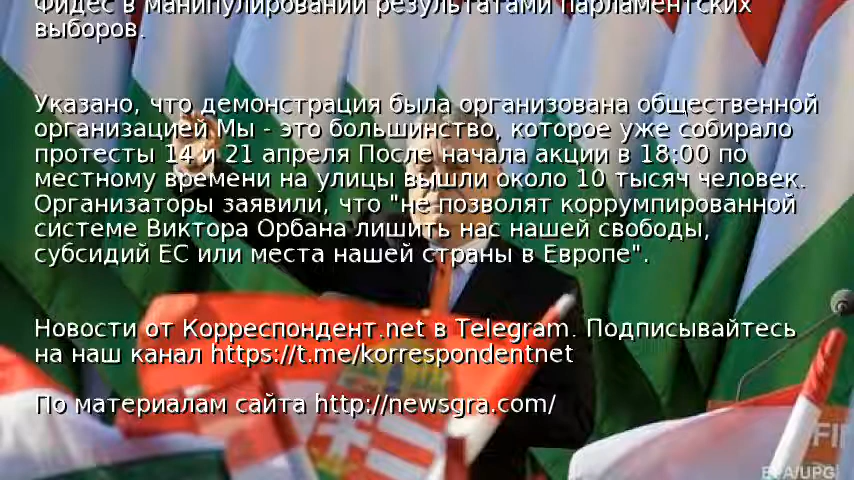 Фидес в манипулировании результатами парламентских
выборов.
Указано, что демонстрация была организована общественной
организацией Мы - это большинство, которое уже собирало
протесты 14 и 21 апреля После начала акции в 18:00 по
местному времени на улицы вышли около 10 тысяч человек.
Организаторы заявили, что "не позволят коррумпированной
системе Виктора Орбана лишить нас нашей свободы,
субсидий ЕС или места нашей страны в Европе".
Новости от Корреспондент.net в Telegram. Подписывайтесь
на наш канал https://t.me/korrespondentnet
По материалам сайта http://newsgra.com/
FI
EPA/UPG